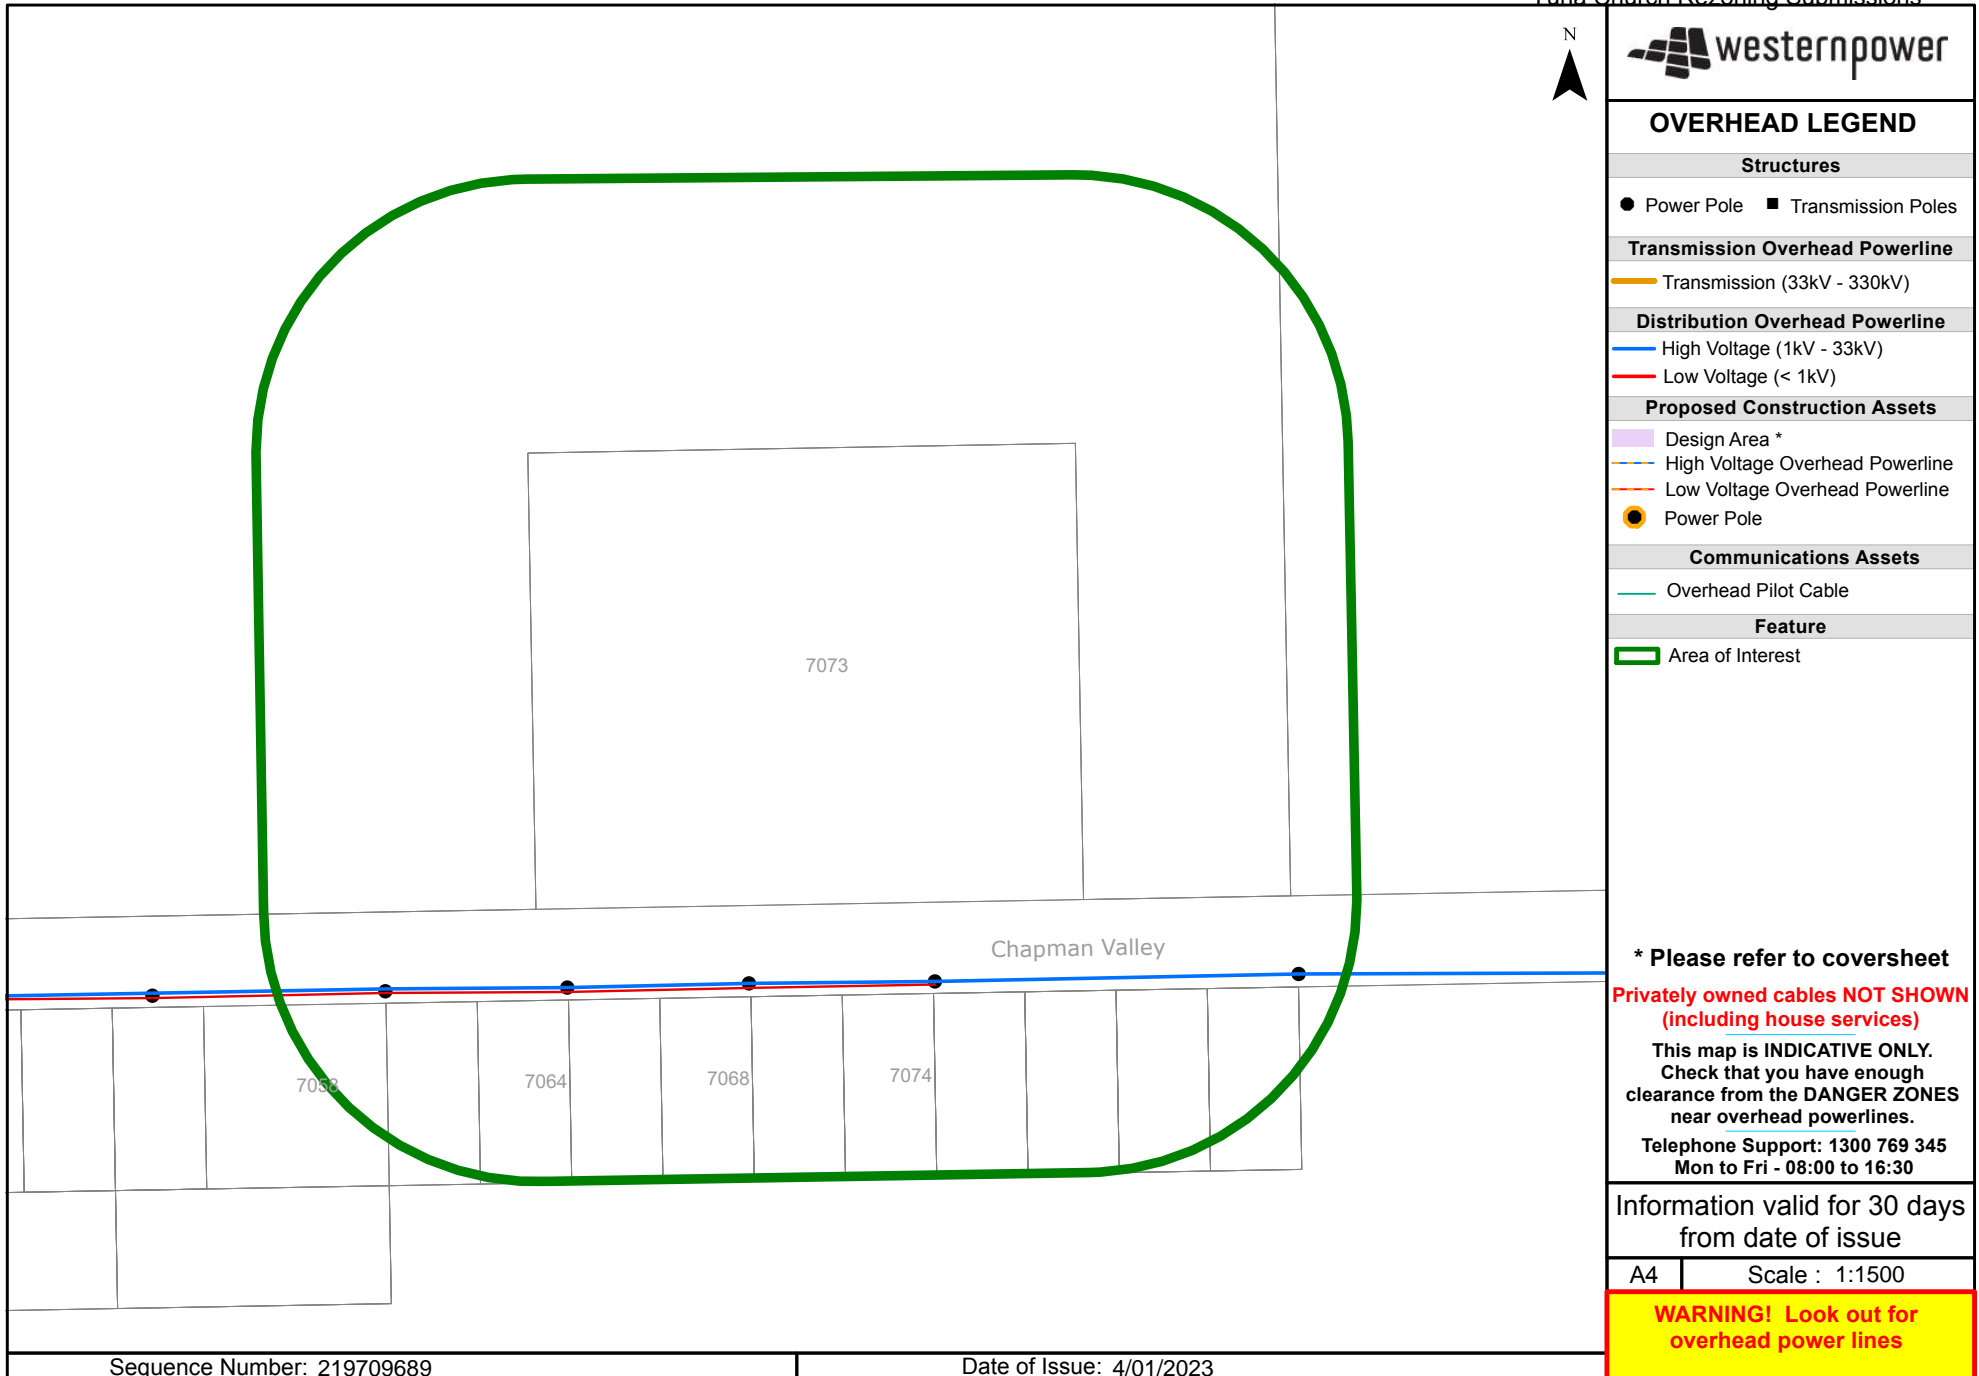 Yuna Church Rezoning Submissions
N
westernpower
OVERHEAD LEGEND
Structures
Power Pole
Transmission Poles
Transmission Overhead Powerline
Transmission (33kV - 330kV)
Distribution Overhead Powerline
High Voltage (1kV - 33kV)
Low Voltage (< 1kV)
Proposed Construction Assets
Design Area *
High Voltage Overhead Powerline
Low Voltage Overhead Powerline
Power Pole
Communications Assets
Overhead Pilot Cable
Feature
Area of Interest
7073
Chapman Valley
7058
7064
7068
7074
* Please refer to coversheet
Privately owned cables NOT SHOWN
(including house services)
This map is INDICATIVE ONLY.
Check that you have enough
clearance from the DANGER ZONES
near overhead powerlines.
Telephone Support: 1300 769 345
Mon to Fri - 08:00 to 16:30
Information valid for 30 days
from date of issue
A4
Scale : 1:1500
WARNING! Look out for
overhead power lines
Sequence Number: 219709689
Date of Issue: 4/01/2023